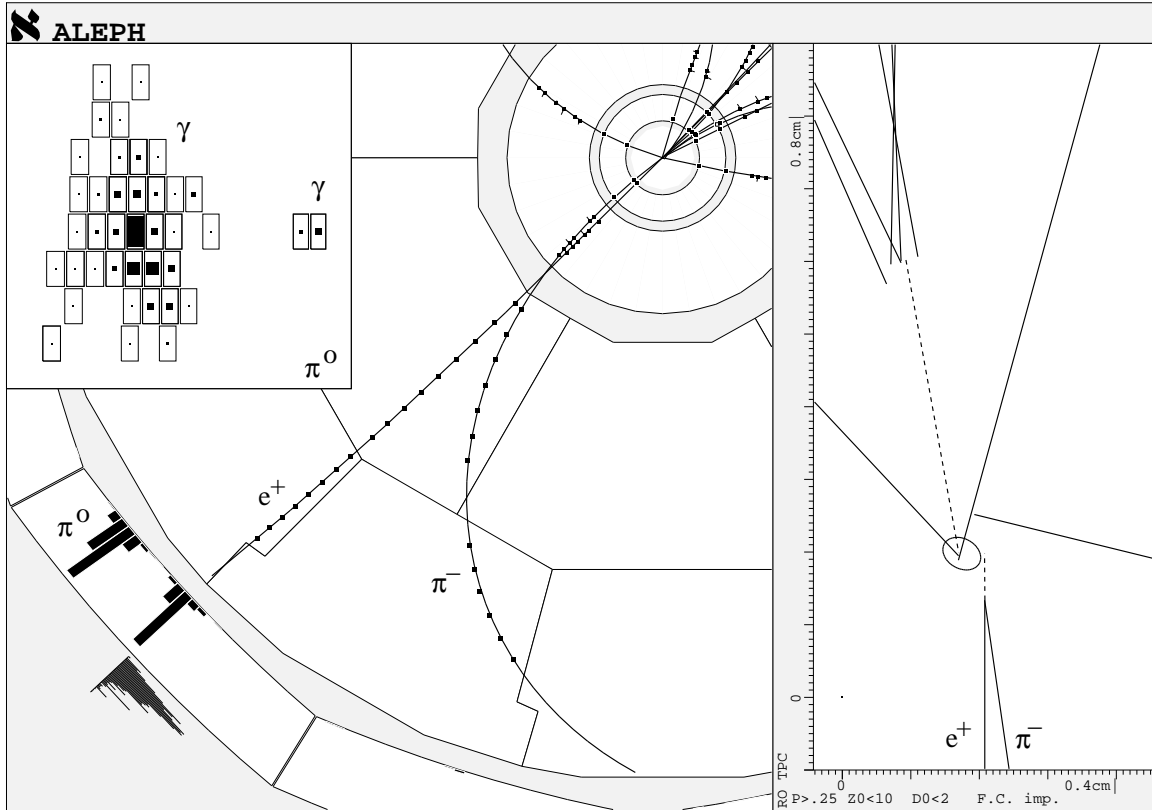 ℵ ALEPH
γ
γ
π⁰
e⁺
π⁰
π⁻
0.8cm
0
e⁺
π⁻
0
0.4cm
RO TPC
P>.25 Z0<10 D0<2 F.C. imp.